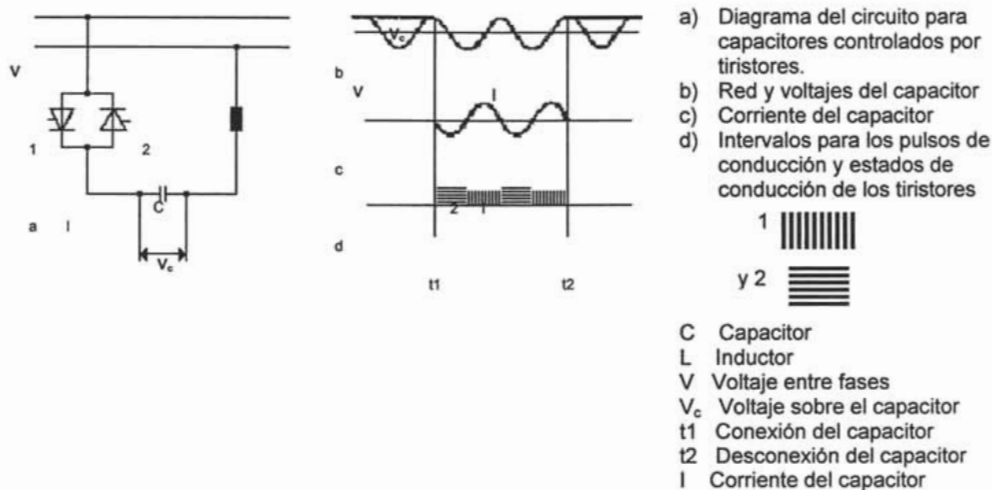 V
1
2
C
a
I
Vc
Vc
b
V
I
c
2
1
d
t1
t2
a) Diagrama del circuito para
capacitores controlados por
tiristores.
b) Red y voltajes del capacitor
c) Corriente del capacitor
d) Intervalos para los pulsos de
conducción y estados de
conducción de los tiristores
1
y 2
C Capacitor
L Inductor
V Voltaje entre fases
Vc Voltaje sobre el capacitor
t1 Conexión del capacitor
t2 Desconexión del capacitor
I Corriente del capacitor